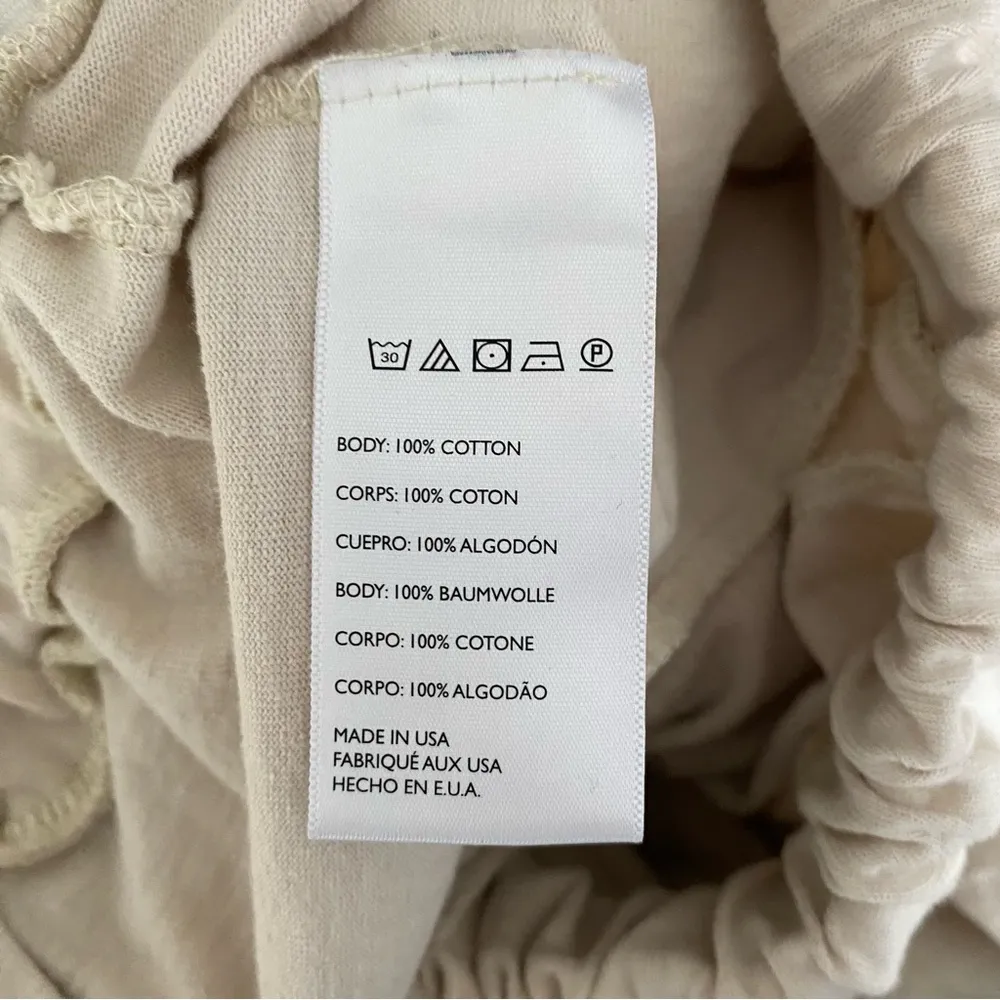 30 P
BODY: 100% COTTON
CORPS: 100% COTON
CUEPRO: 100% ALGODÓN
BODY: 100% BAUMWOLLE
CORPO: 100% COTONE
CORPO: 100% ALGODÃO
MADE IN USA
FABRIQUÉ AUX USA
HECHO EN E.U.A.